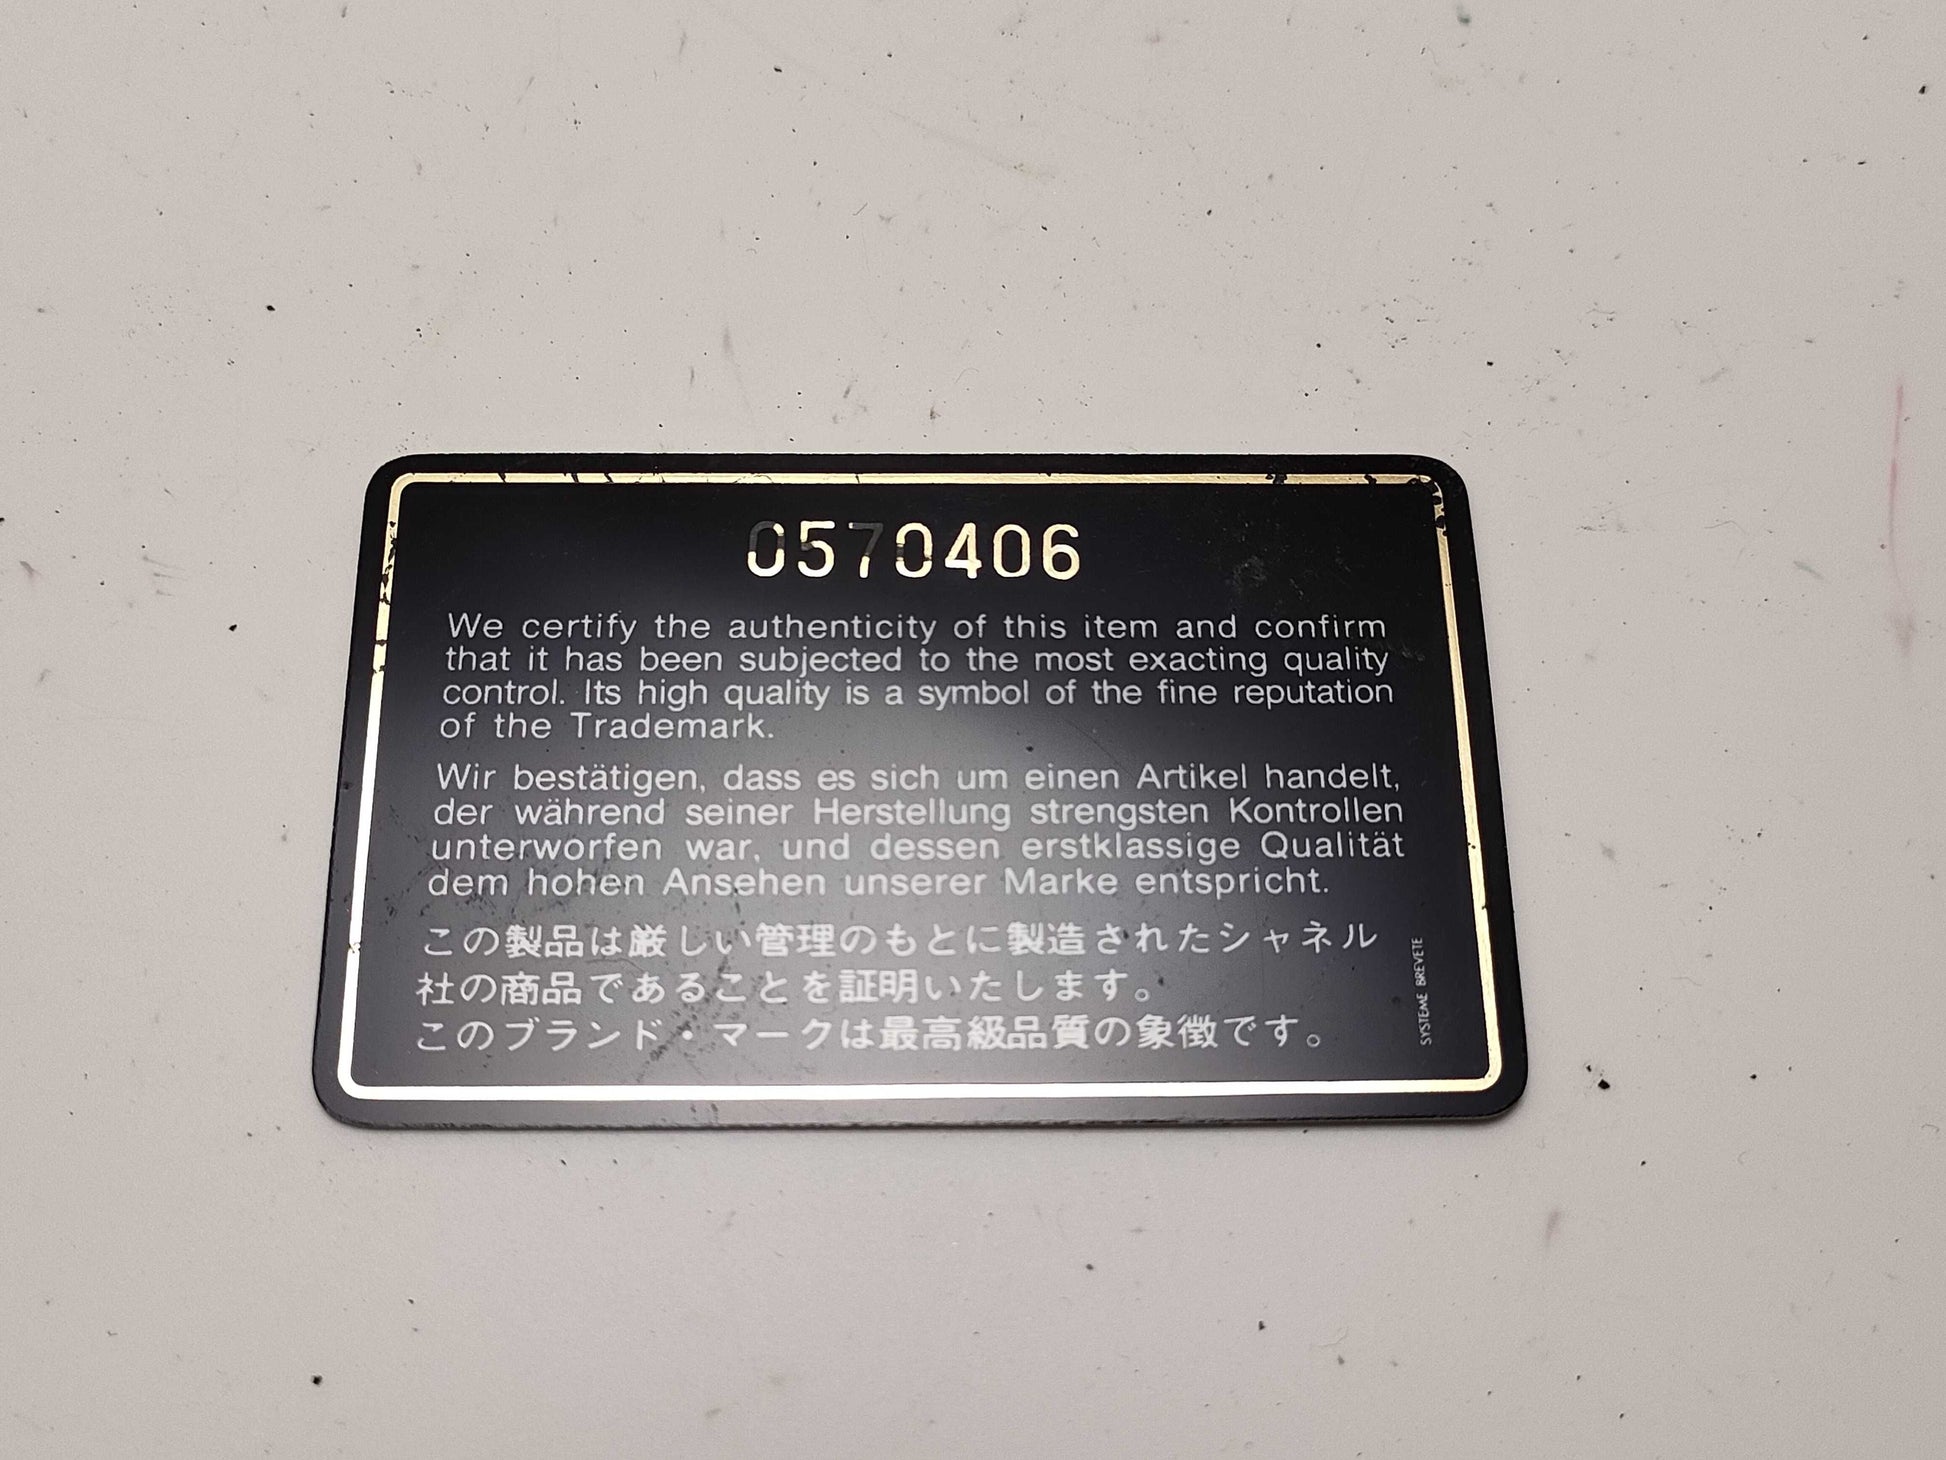 0570406
We certify the authenticity of this item and confirm
that it has been subjected to the most exacting quality
control. Its high quality is a symbol of the fine reputation
of the Trademark.
Wir bestätigen, dass es sich um einen Artikel handelt,
der während seiner Herstellung strengsten Kontrollen
unterworfen war, und dessen erstklassige Qualität
dem hohen Ansehen unserer Marke entspricht.
この製品は厳しい管理のもとに製造されたシャネル
社の商品であることを証明いたします。
このブランド・マークは最高級品質の象徴です。
SYSTEME BREVETE